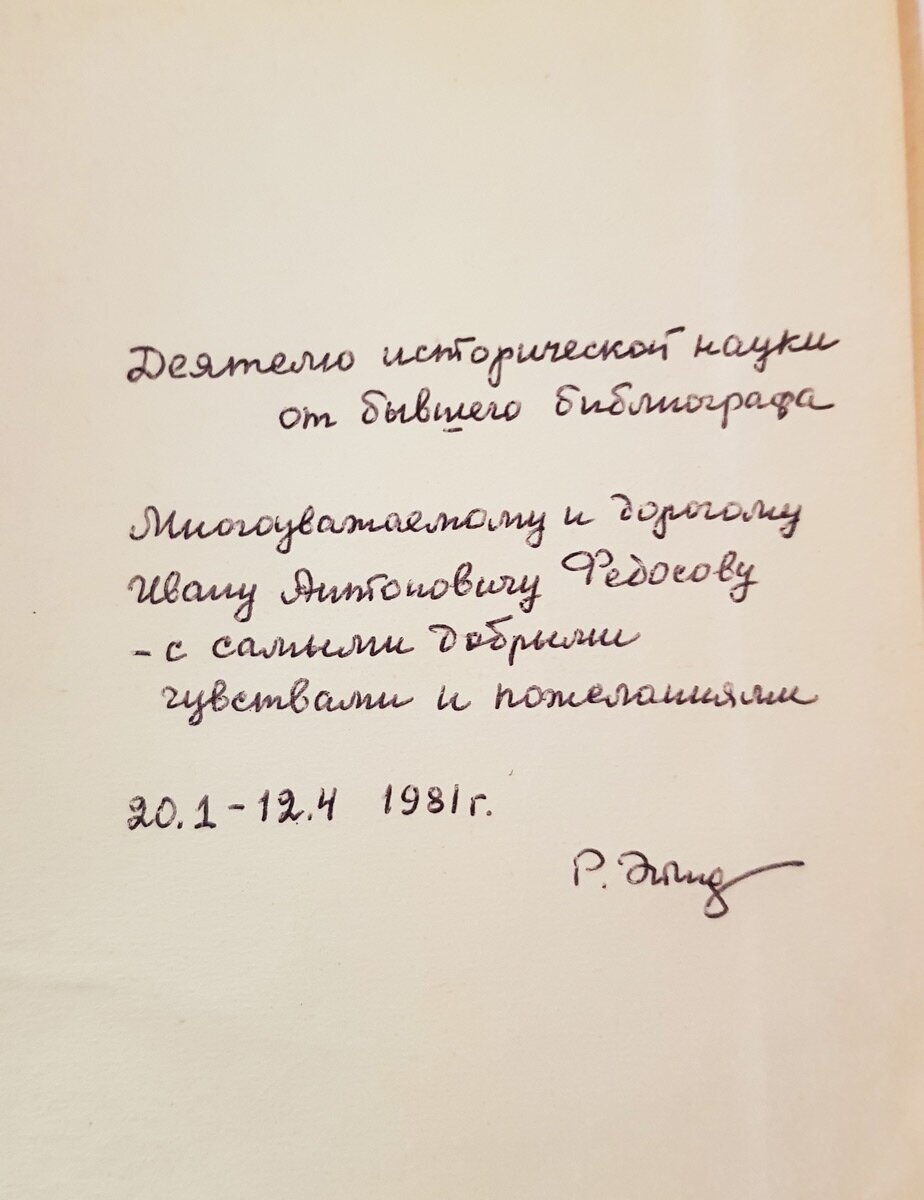 Деятелю исторической науки
от бывшего библиографа
Многоуважаемому и дорогому
Ивану Антоновичу Федосову
- с самыми добрыми
чувствами и пожеланиями
20.1-12.4 1981г.
Р.